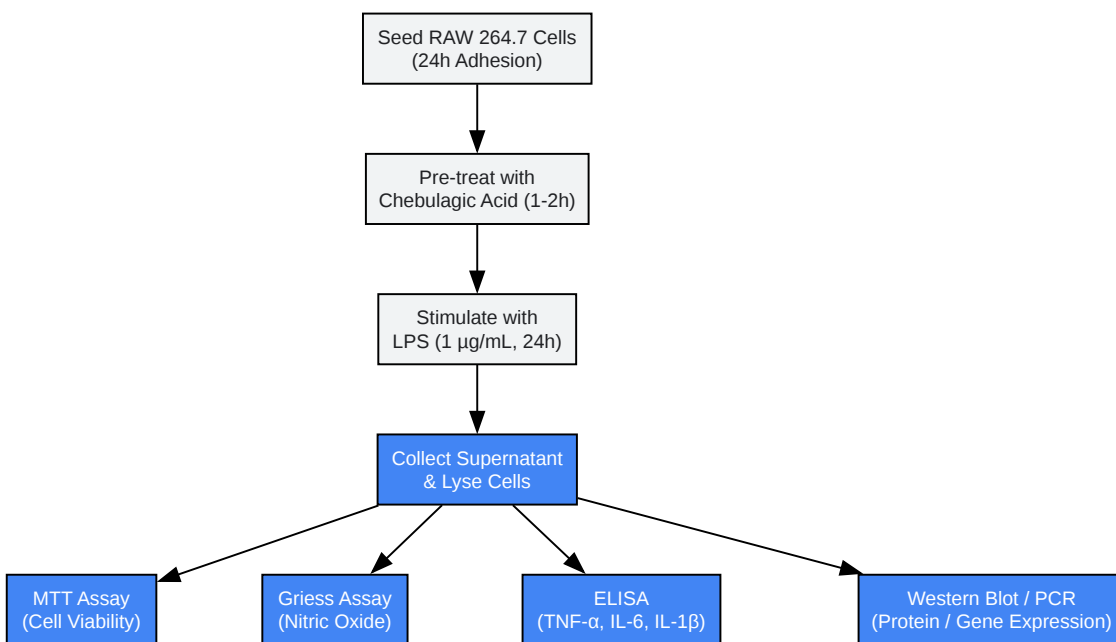 Seed RAW 264.7 Cells
(24h Adhesion)
Pre-treat with
Chebulagic Acid (1-2h)
Stimulate with
LPS (1 µg/mL, 24h)
Collect Supernatant
& Lyse Cells
MTT Assay
(Cell Viability)
Griess Assay
(Nitric Oxide)
ELISA
(TNF-α, IL-6, IL-1β)
Western Blot / PCR
(Protein / Gene Expression)